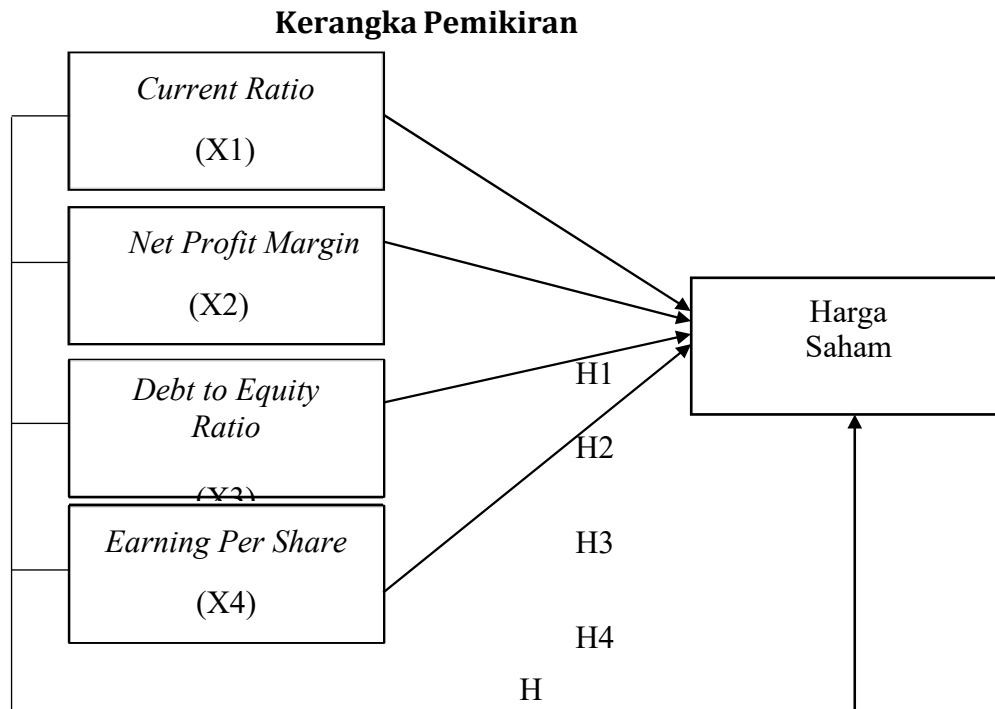 Kerangka Pemikiran
Current Ratio
(X1)
Net Profit Margin
(X2)
Debt to Equity
Ratio
(X3)
Earning Per Share
(X4)
Harga
Saham
H1
H2
H3
H4
H